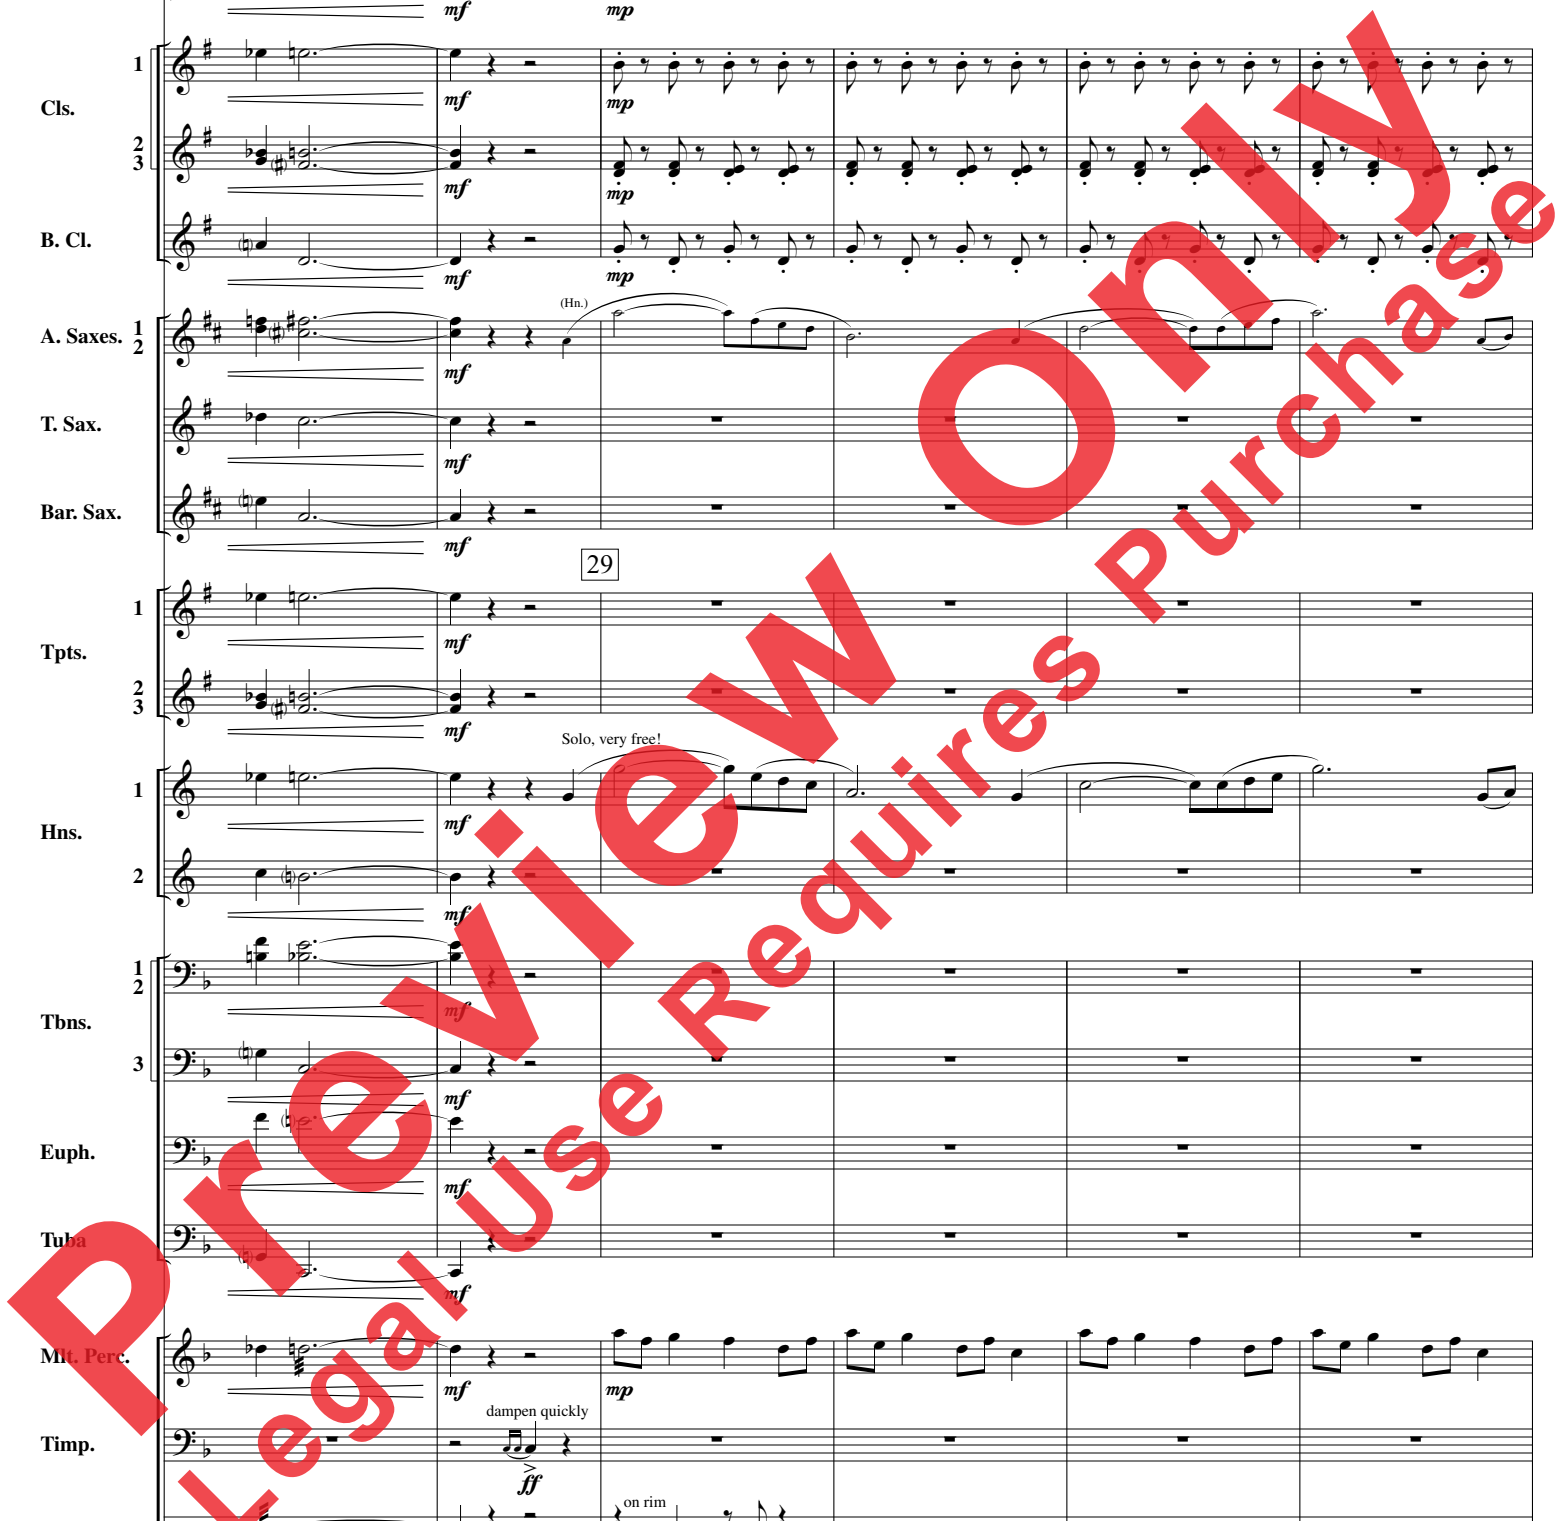 mf mp
1
Cls.
mf mp
2
3
mf mp
B. Cl.
mf mp
A. Saxes. 1
2
(Hn.)
mf
T. Sax.
mf
Bar. Sax.
mf
29
1
Tpts.
mf
2
3
mf
Solo, very free!
1
Hns.
mf
2
mf
1
2
Tbns.
mf
3
mf
Euph.
mf
Tuba
mf
Mlt. Perc.
mf mp
dampen quickly
Timp.
ff
on rim
Preview Only
Legal Use Requires Purchase